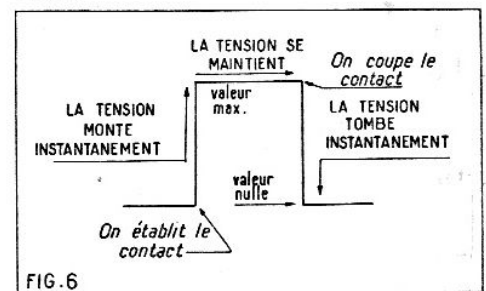 LA TENSION SE
MAINTIENT
On coupe le
contact
valeur
max.
LA TENSION
MONTE
INSTANTANEMENT
LA TENSION
TOMBE
INSTANTANEMENT
valeur
nulle
On établit le
contact
FIG.6